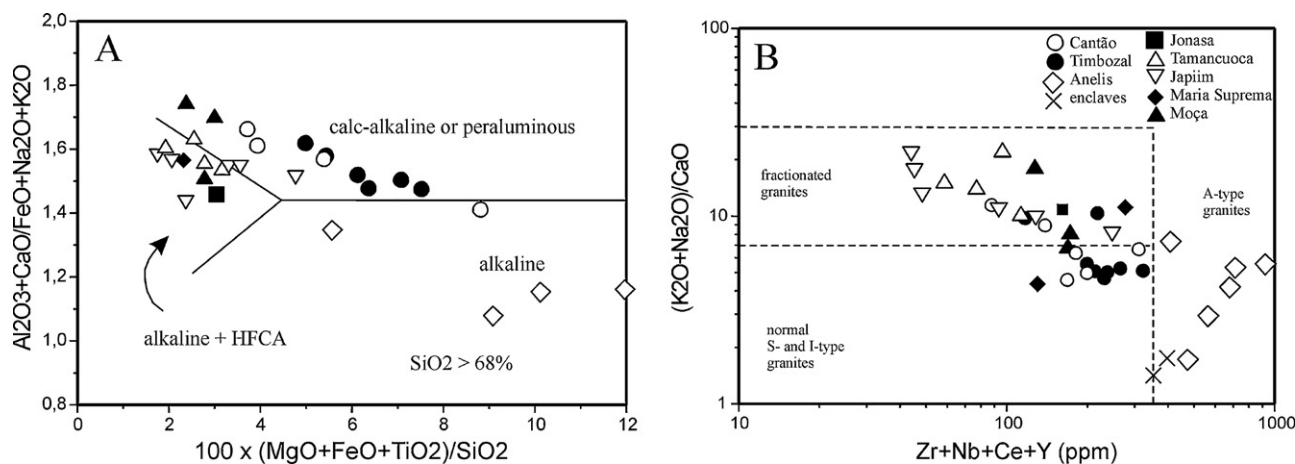 A
2,0
1,8
1,6
1,4
1,2
1,0
0,8
Al2O3+CaO/FeO+Na2O+K2O
calc-alkaline or peraluminous
alkaline
alkaline + HFCA
SiO2 > 68%
0 2 4 6 8 10 12
100 x (MgO+FeO+TiO2)/SiO2
B
100
10
1
(K2O+Na2O)/CaO
Cantão
Timbozal
Anelis
enclaves
Jonasa
Tamancuoca
Japiim
Maria Suprema
Moça
fractionated
granites
A-type
granites
normal
S- and I-type
granites
10 100 1000
Zr+Nb+Ce+Y (ppm)